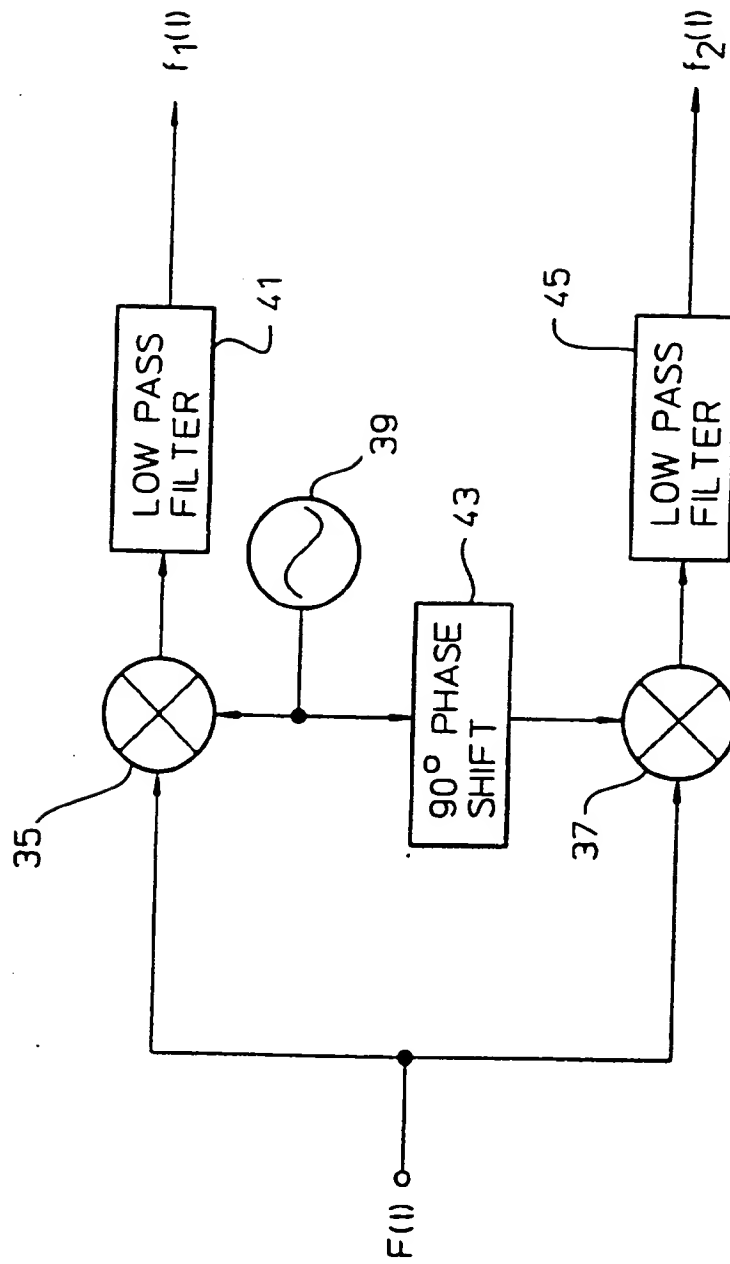 F(l)
35
LOW PASS
FILTER
41
f1(l)
39
90° PHASE
SHIFT
43
37
LOW PASS
FILTER
45
f2(l)